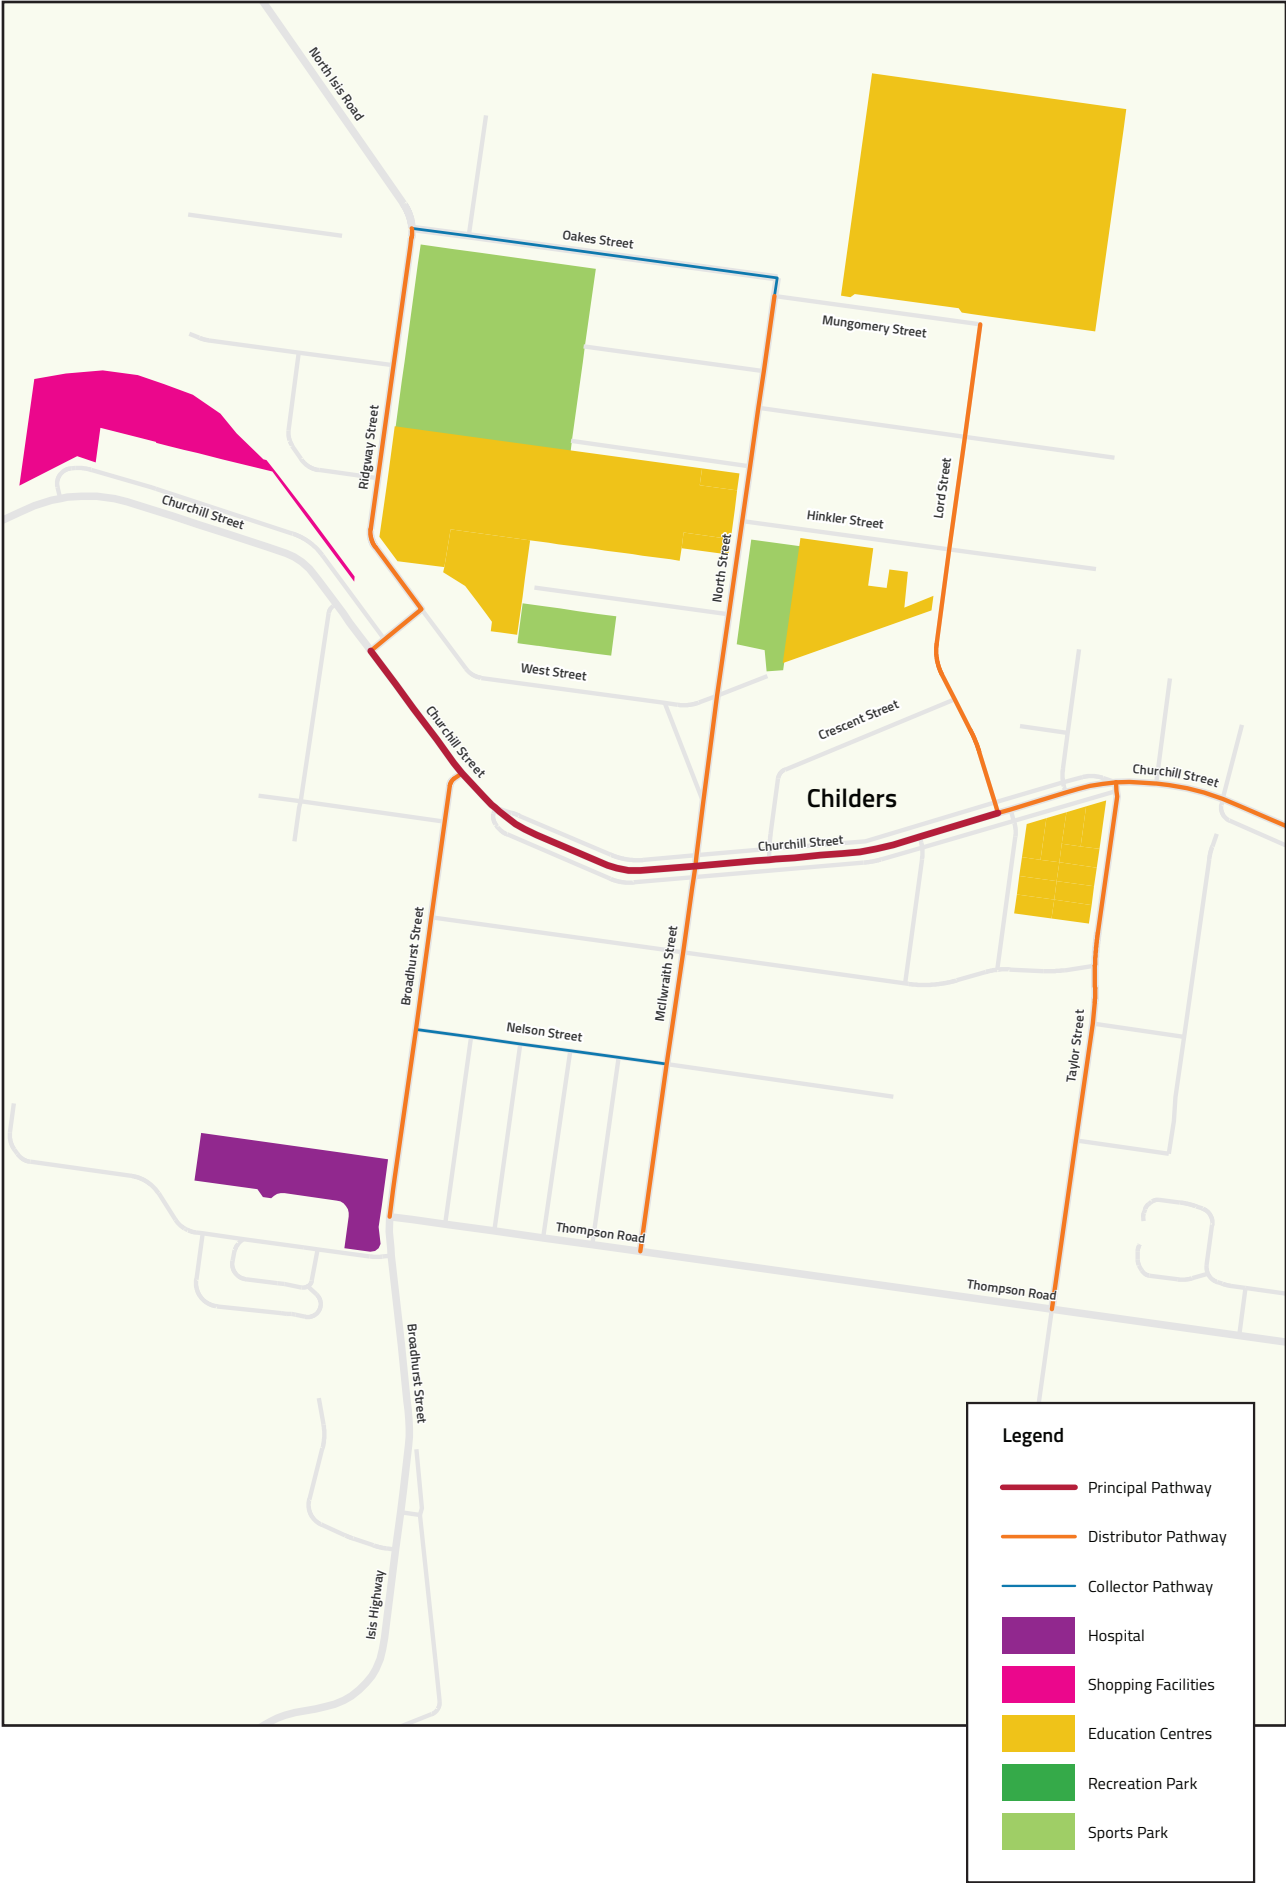 North Isis Road
Oakes Street
Mungomery Street
Ridgway Street
Lord Street
Churchill Street
Hinkler Street
North Street
West Street
Crescent Street
Churchill Street
Churchill Street
Childers
Churchill Street
Broadhurst Street
McIlwraith Street
Nelson Street
Taylor Street
Thompson Road
Thompson Road
Broadhurst Street
Isis Highway
Legend
Principal Pathway
Distributor Pathway
Collector Pathway
Hospital
Shopping Facilities
Education Centres
Recreation Park
Sports Park